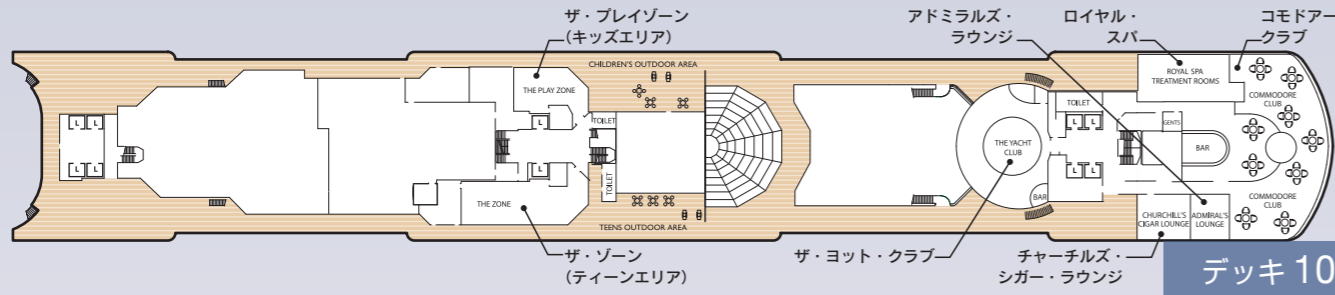 ザ・プレイゾーン
(キッズエリア)
アドミラルズ・
ラウンジ
ロイヤル・
スパ
コモドアー
クラブ
CHILDREN'S OUTDOOR AREA
THE PLAY ZONE
TOILET
L L
L L
L
L
TOILET
THE ZONE
TEENS OUTDOOR AREA
THE YACHT
CLUB
BAR
TOILET
L L
L L
ROYAL SPA
TREATMENT ROOMS
GENTS
BAR
COMMODORE
CLUB
COMMODORE
CLUB
CHURCHILL'S
CIGAR LOUNGE
ADMIRAL'S
LOUNGE
ザ・ゾーン
(ティーンエリア)
ザ・ヨット・クラブ
チャーチルズ・
シガー・ラウンジ
デッキ 10